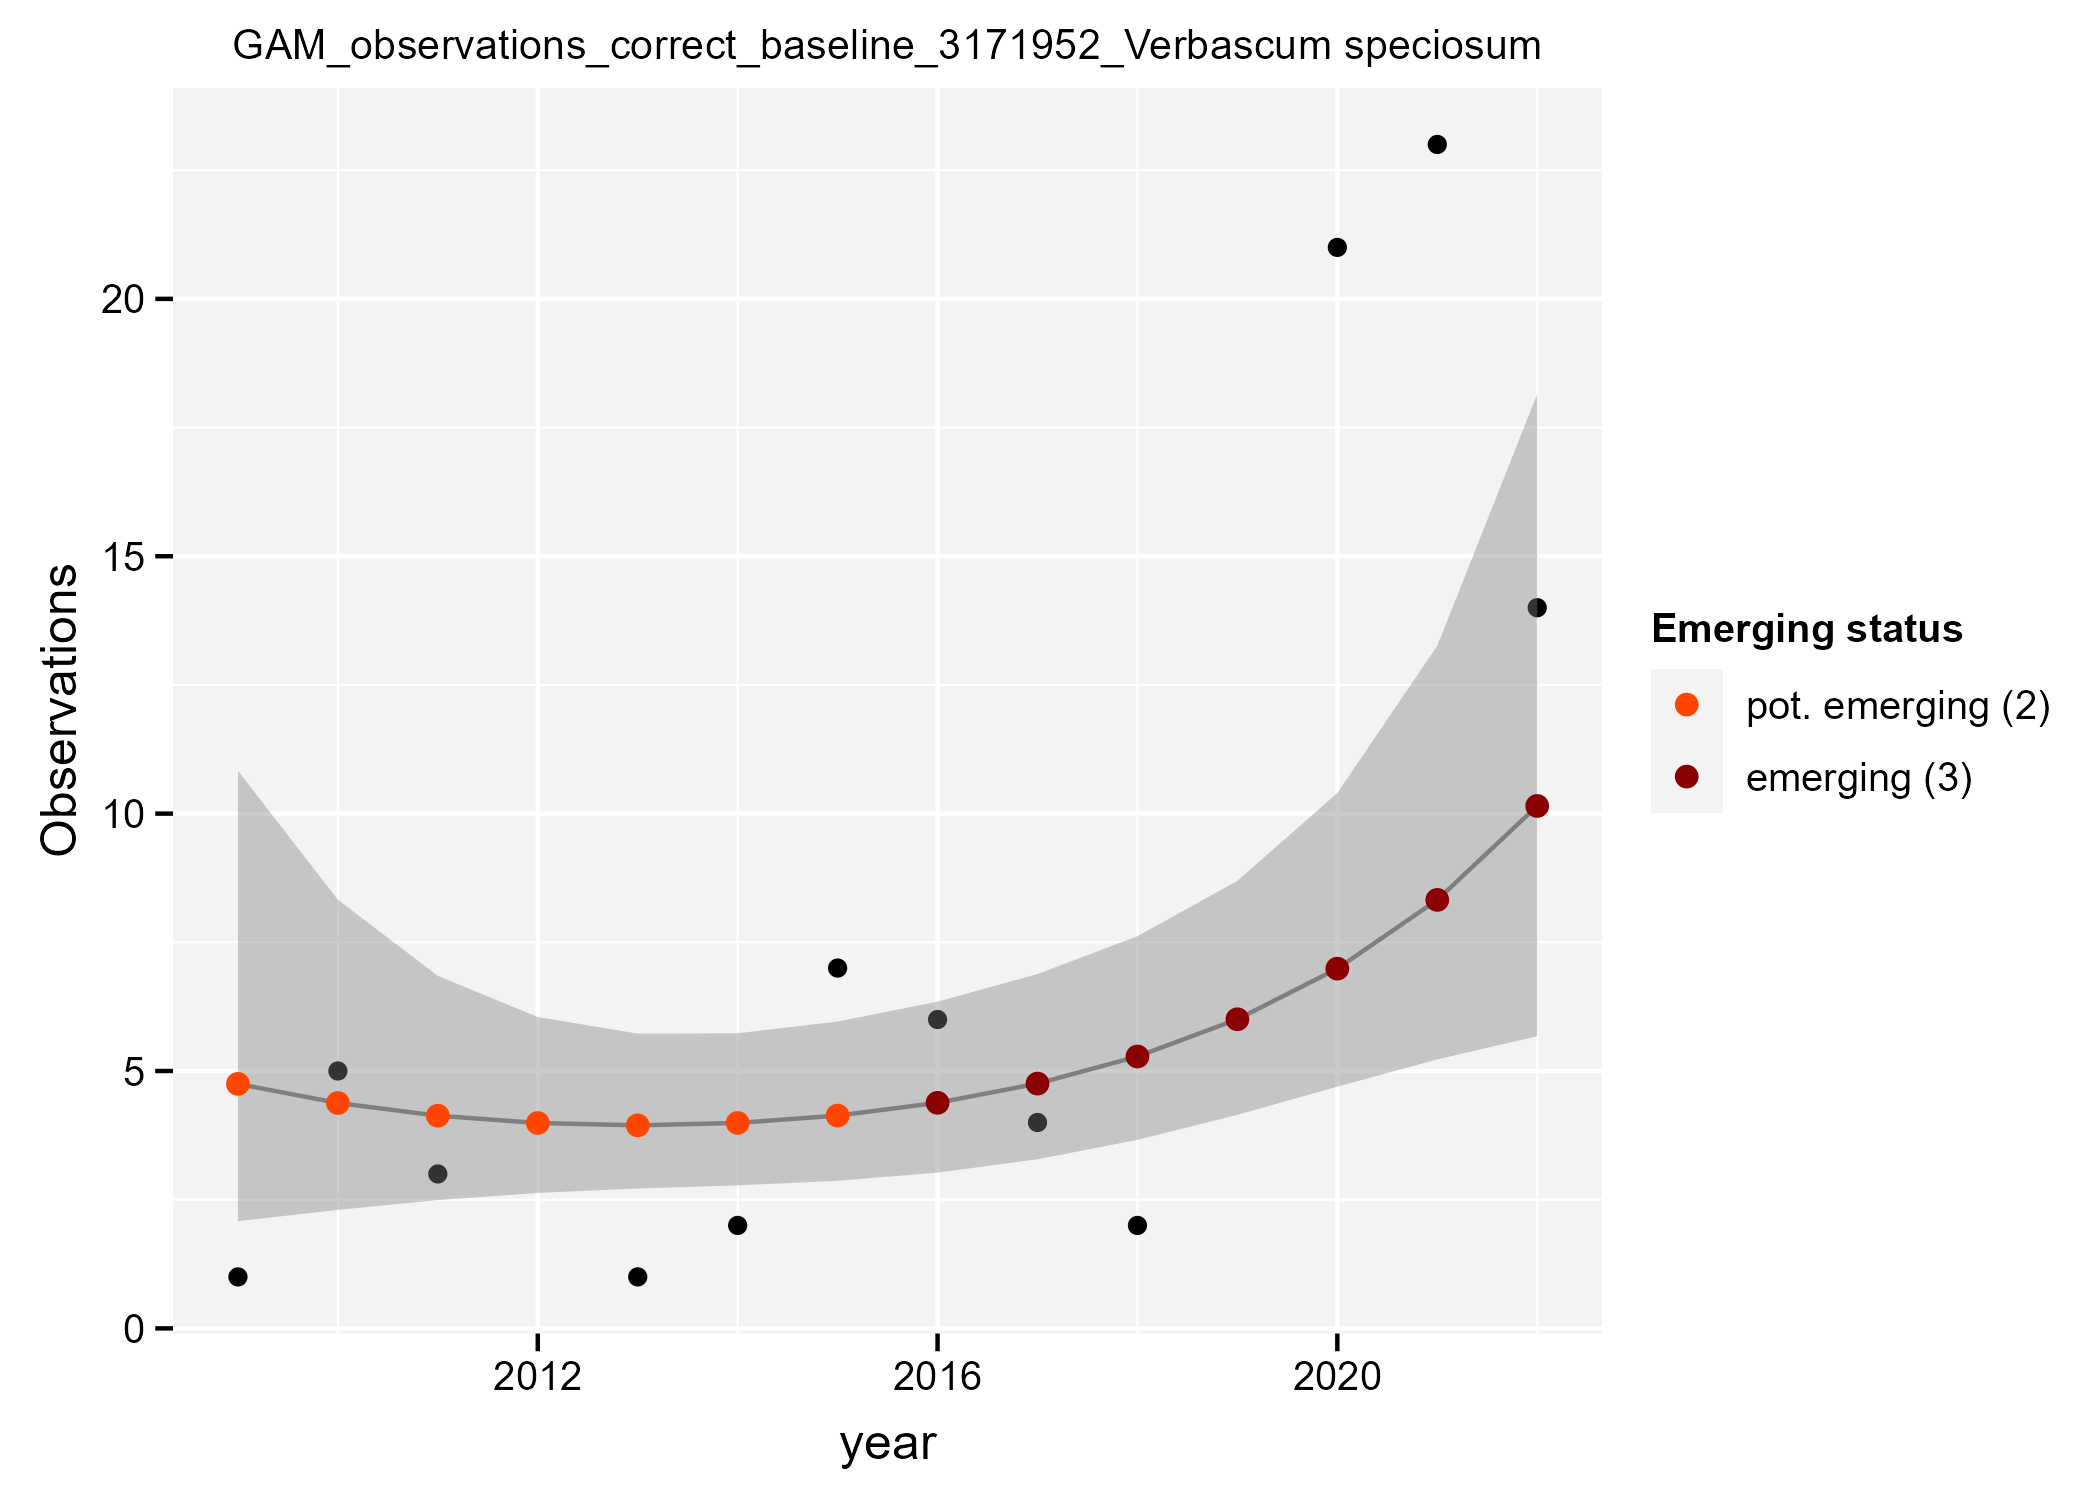 GAM_observations_correct_baseline_3171952_Verbascum speciosum
Observations
20
15
10
5
0
2012
2016
2020
year
Emerging status
pot. emerging (2)
emerging (3)